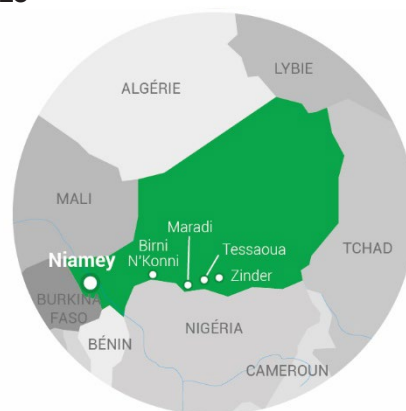 LYBIE
ALGÉRIE
MALI
Maradi
Birni
N'Konni
Tessaoua
TCHAD
Niamey
Zinder
BURKINA
FASO
NIGÉRIA
BÉNIN
CAMEROUN